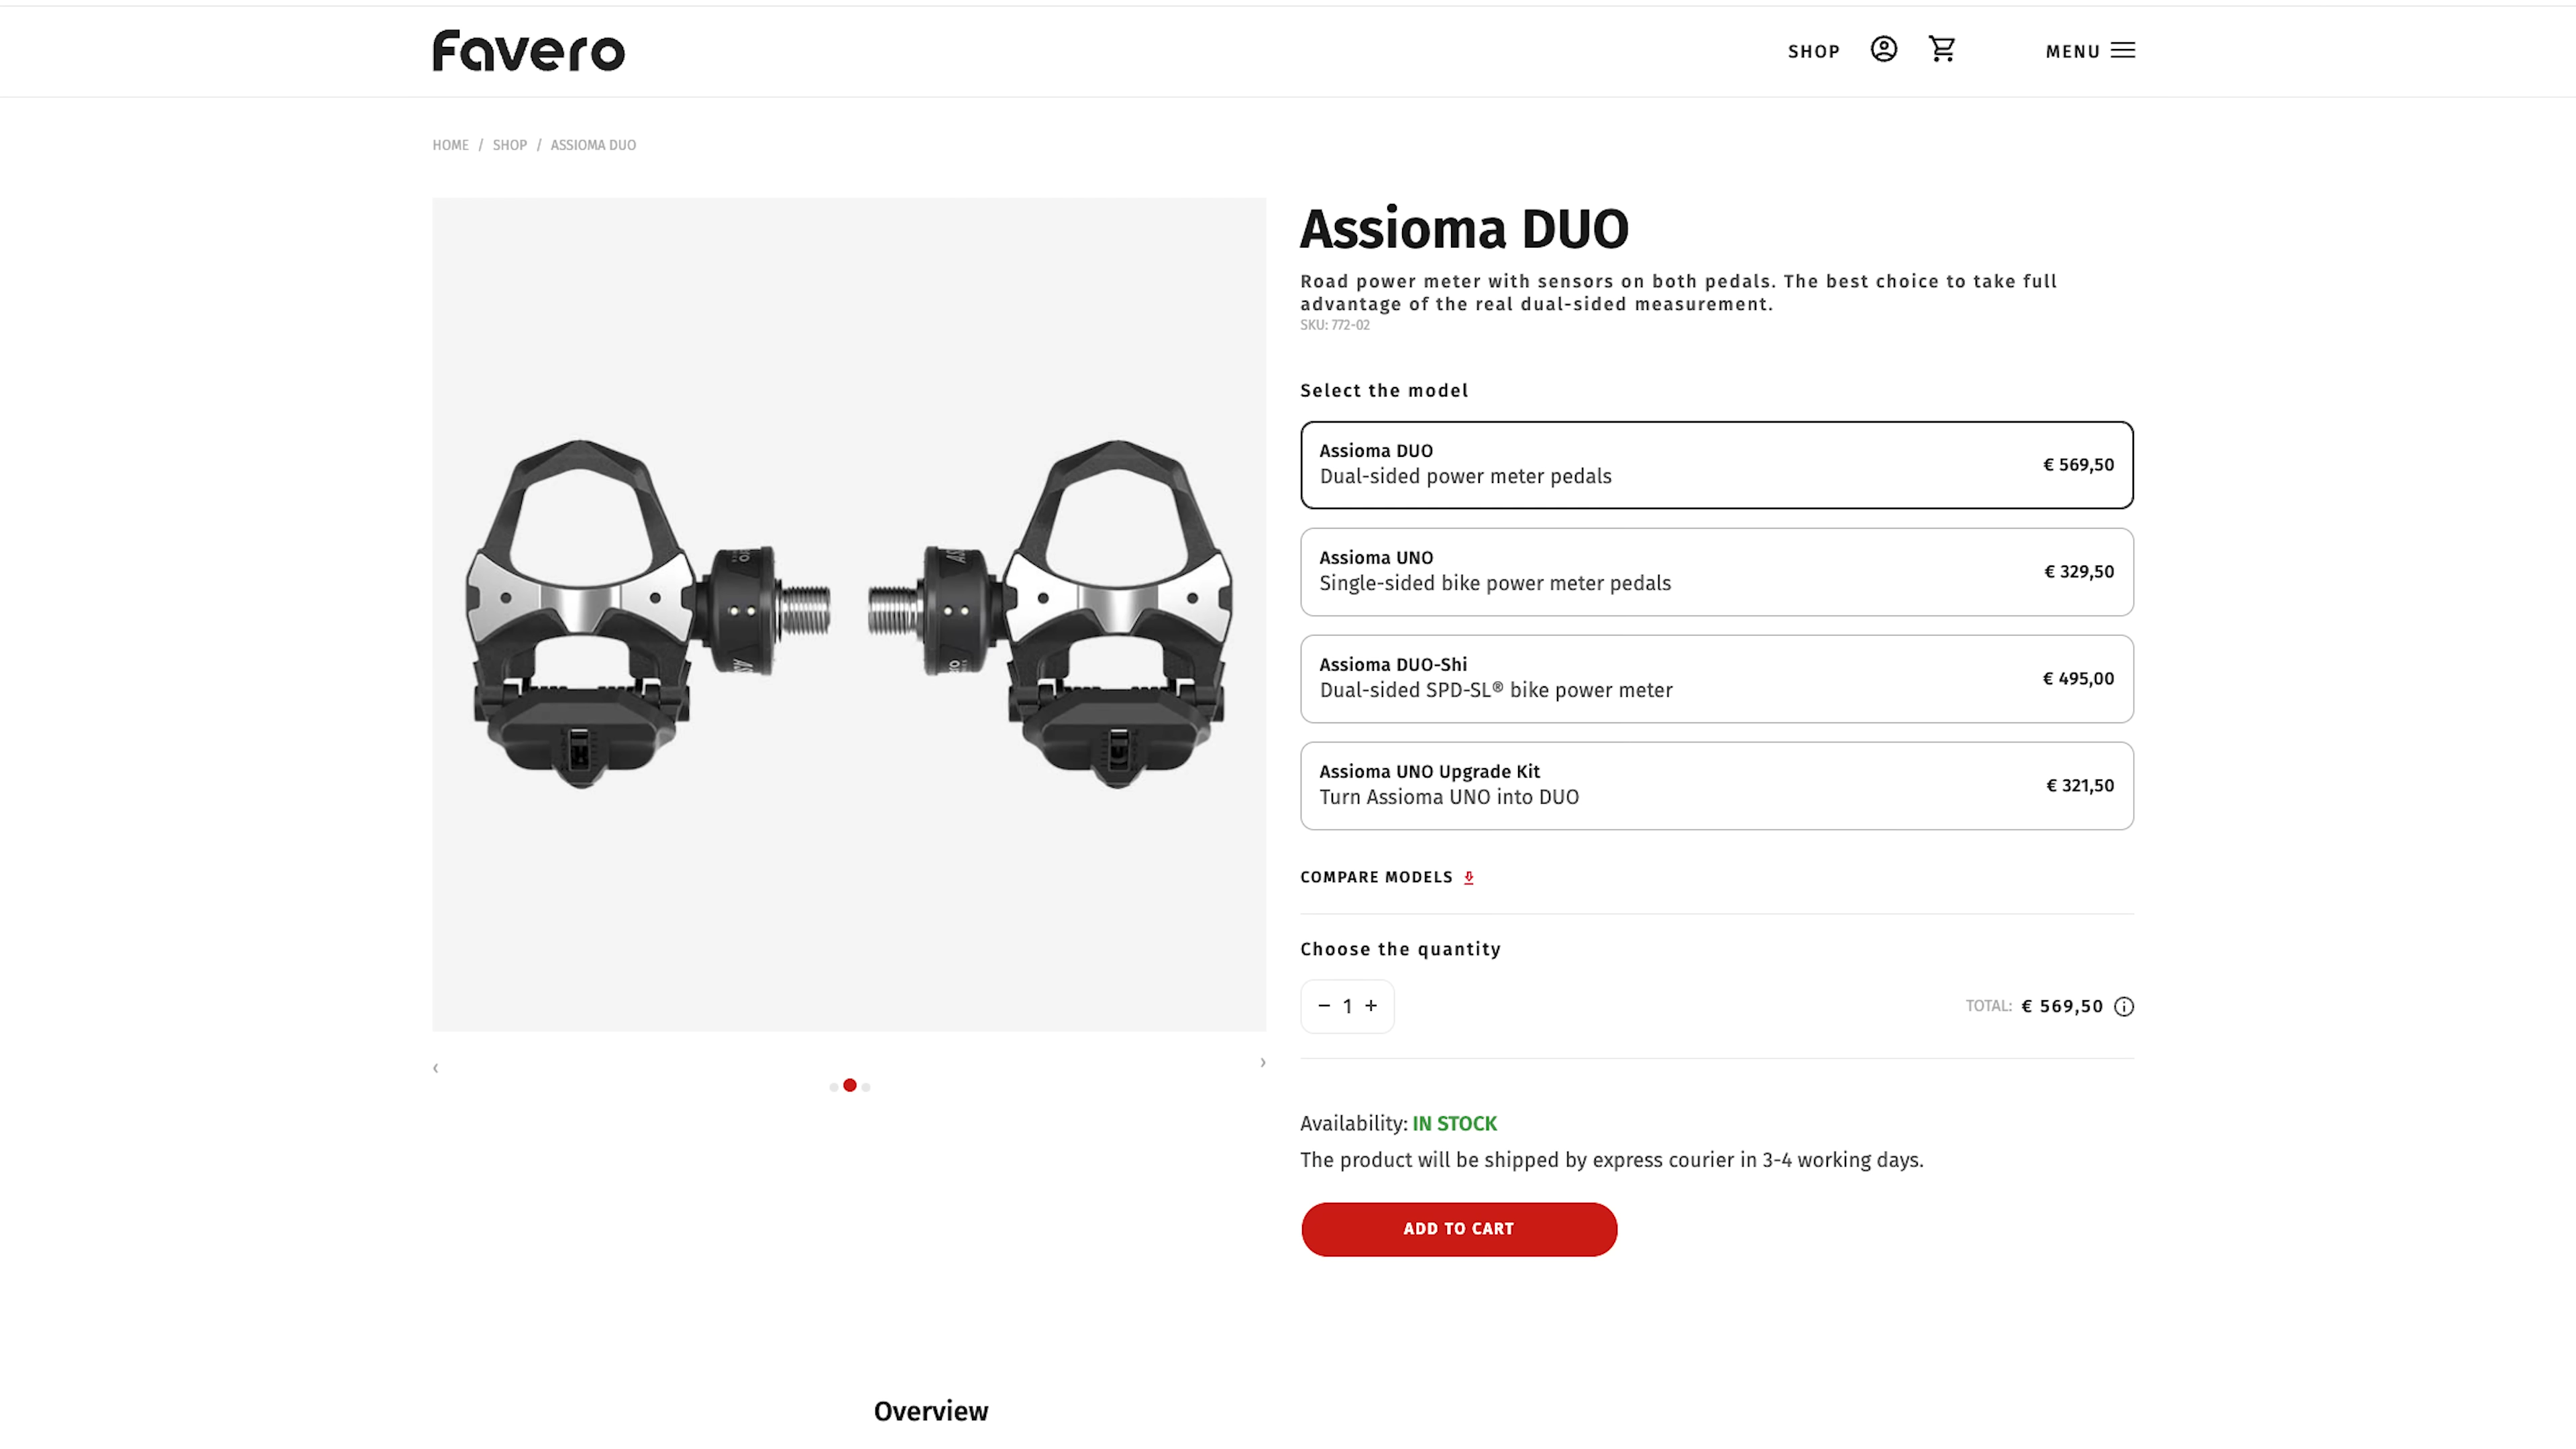 Favero
SHOP
MENU
HOME / SHOP / ASSIOMA DUO
Assioma DUO
Road power meter with sensors on both pedals. The best choice to take full
advantage of the real dual-sided measurement.
SKU: 772-02
Select the model
Assioma DUO
Dual-sided power meter pedals
€ 569,50
Assioma UNO
Single-sided bike power meter pedals
€ 329,50
Assioma DUO-Shi
Dual-sided SPD-SL® bike power meter
€ 495,00
Assioma UNO Upgrade Kit
Turn Assioma UNO into DUO
€ 321,50
COMPARE MODELS
Choose the quantity
− 1 +
TOTAL: € 569,50
‹
›
Availability: IN STOCK
The product will be shipped by express courier in 3-4 working days.
ADD TO CART
Overview